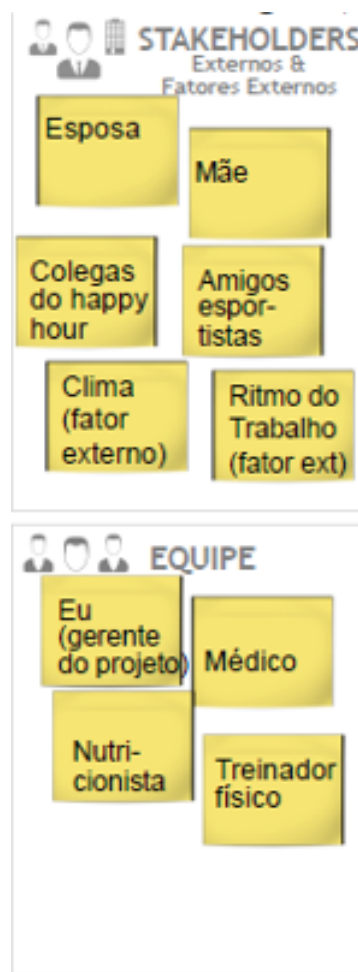 STAKEHOLDERS
Externos &
Fatores Externos
Esposa
Mãe
Colegas
do happy
hour
Amigos
espor-
tistas
Clima
(fator
externo)
Ritmo do
Trabalho
(fator ext)
EQUIPE
Eu
(gerente
do projeto)
Médico
Nutri-
cionista
Treinador
físico